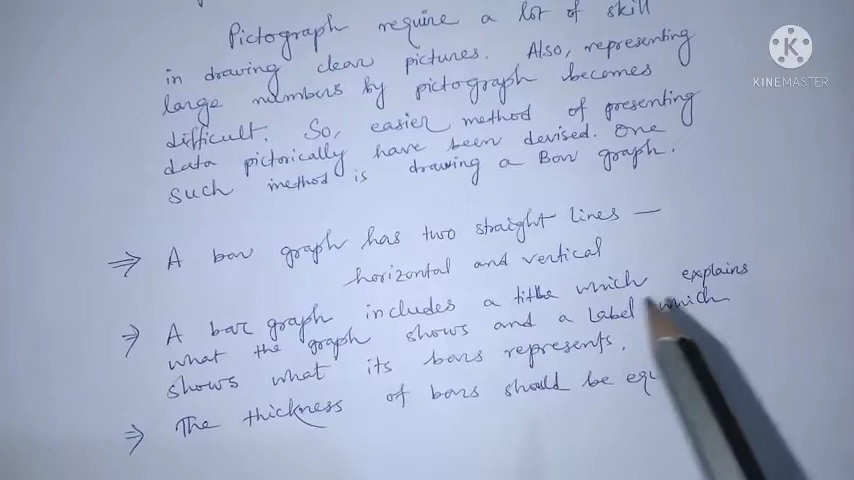 Pictograph require a lot of skill
in drawing clear pictures. Also, representing
large numbers by pictograph becomes
difficult. So, easier method of presenting
data pictorically have been devised. One
such method is drawing a Bar graph.
⇒ A bar graph has two straight lines —
horizontal and vertical
⇒ A bar graph includes a title which explains
what the graph shows and a Label which
shows what its bars represents.
⇒ The thickness of bars should be equ
K
KINEMASTER